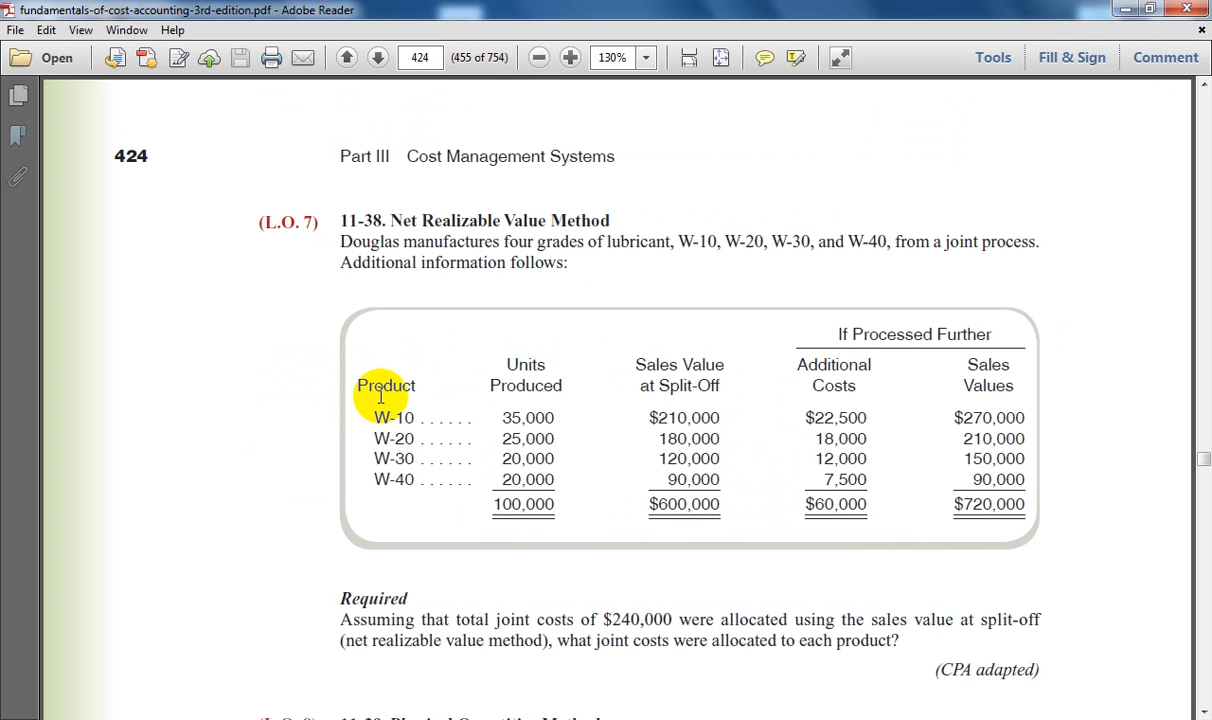 fundamentals-of-cost-accounting-3rd-edition.pdf - Adobe Reader
File Edit View Window Help
Open 424 (455 of 754) 130% Tools Fill & Sign Comment
424 Part III Cost Management Systems
(L.O. 7) 11-38. Net Realizable Value Method
Douglas manufactures four grades of lubricant, W-10, W-20, W-30, and W-40, from a joint process.
Additional information follows:
If Processed Further
Units Sales Value Additional Sales
Product Produced at Split-Off Costs Values
W-10 . . . . . . 35,000 $210,000 $22,500 $270,000
W-20 . . . . . . 25,000 180,000 18,000 210,000
W-30 . . . . . . 20,000 120,000 12,000 150,000
W-40 . . . . . . 20,000 90,000 7,500 90,000
100,000 $600,000 $60,000 $720,000
Required
Assuming that total joint costs of $240,000 were allocated using the sales value at split-off
(net realizable value method), what joint costs were allocated to each product?
(CPA adapted)